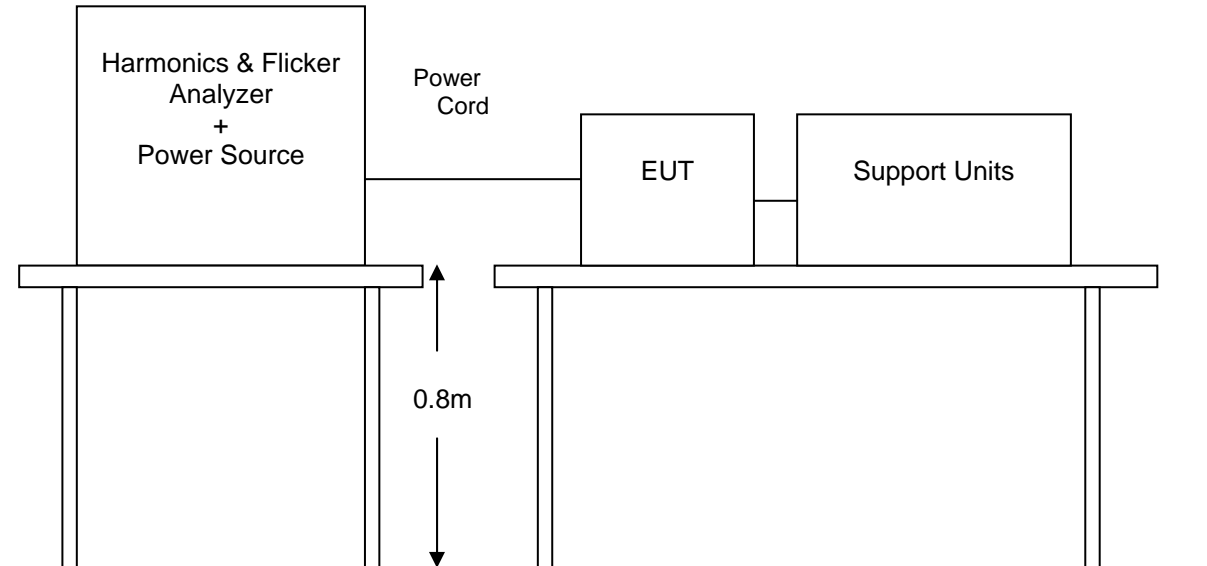 Harmonics & Flicker
Analyzer
+
Power Source
Power
Cord
EUT
Support Units
0.8m